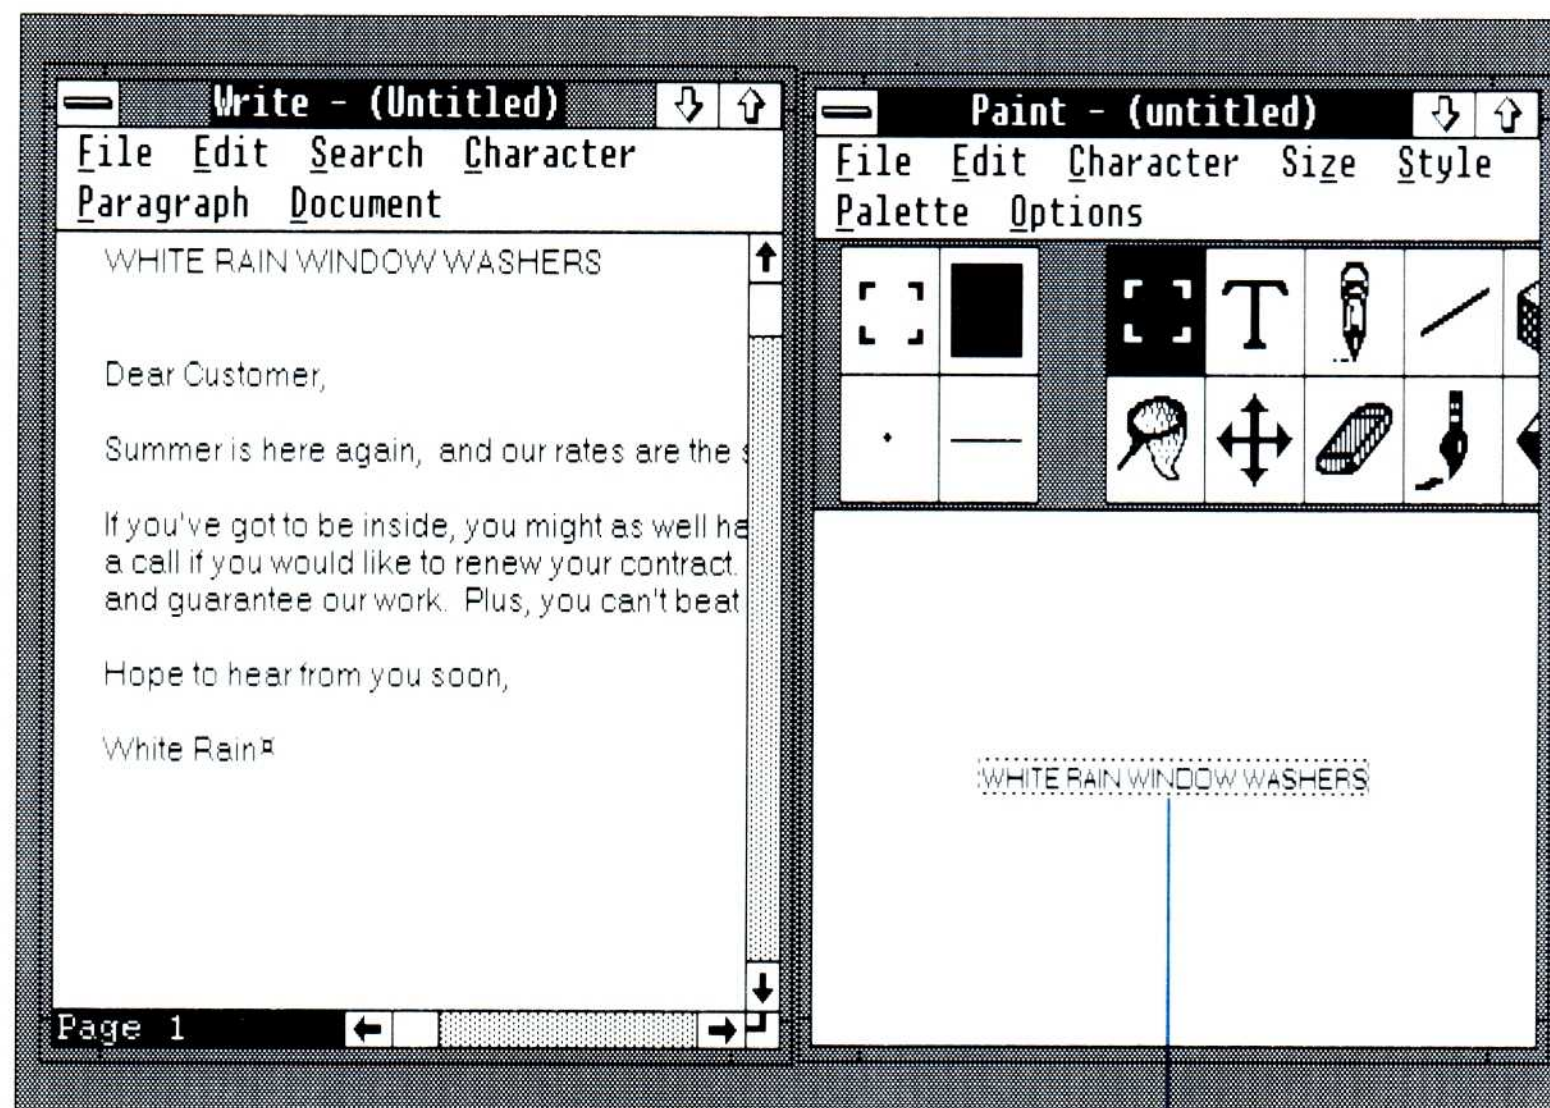 Write - (Untitled)
File Edit Search Character
Paragraph Document
WHITE RAIN WINDOW WASHERS
Dear Customer,
Summer is here again, and our rates are the s
If you've got to be inside, you might as well ha
a call if you would like to renew your contract.
and guarantee our work. Plus, you can't beat
Hope to hear from you soon,
White Rain¤
Page 1
Paint - (untitled)
File Edit Character Size Style
Palette Options
T
WHITE RAIN WINDOW WASHERS